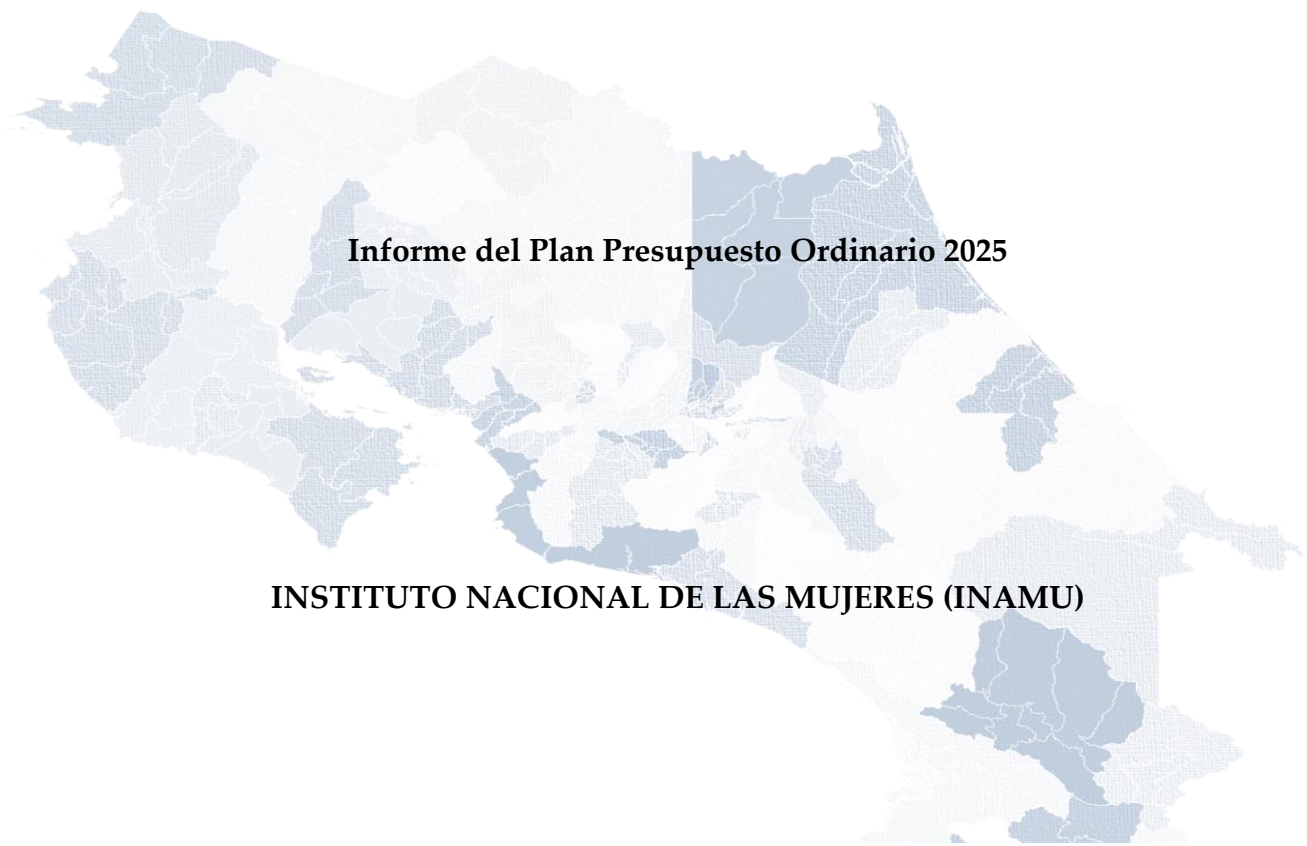 Informe del Plan Presupuesto Ordinario 2025
INSTITUTO NACIONAL DE LAS MUJERES (INAMU)